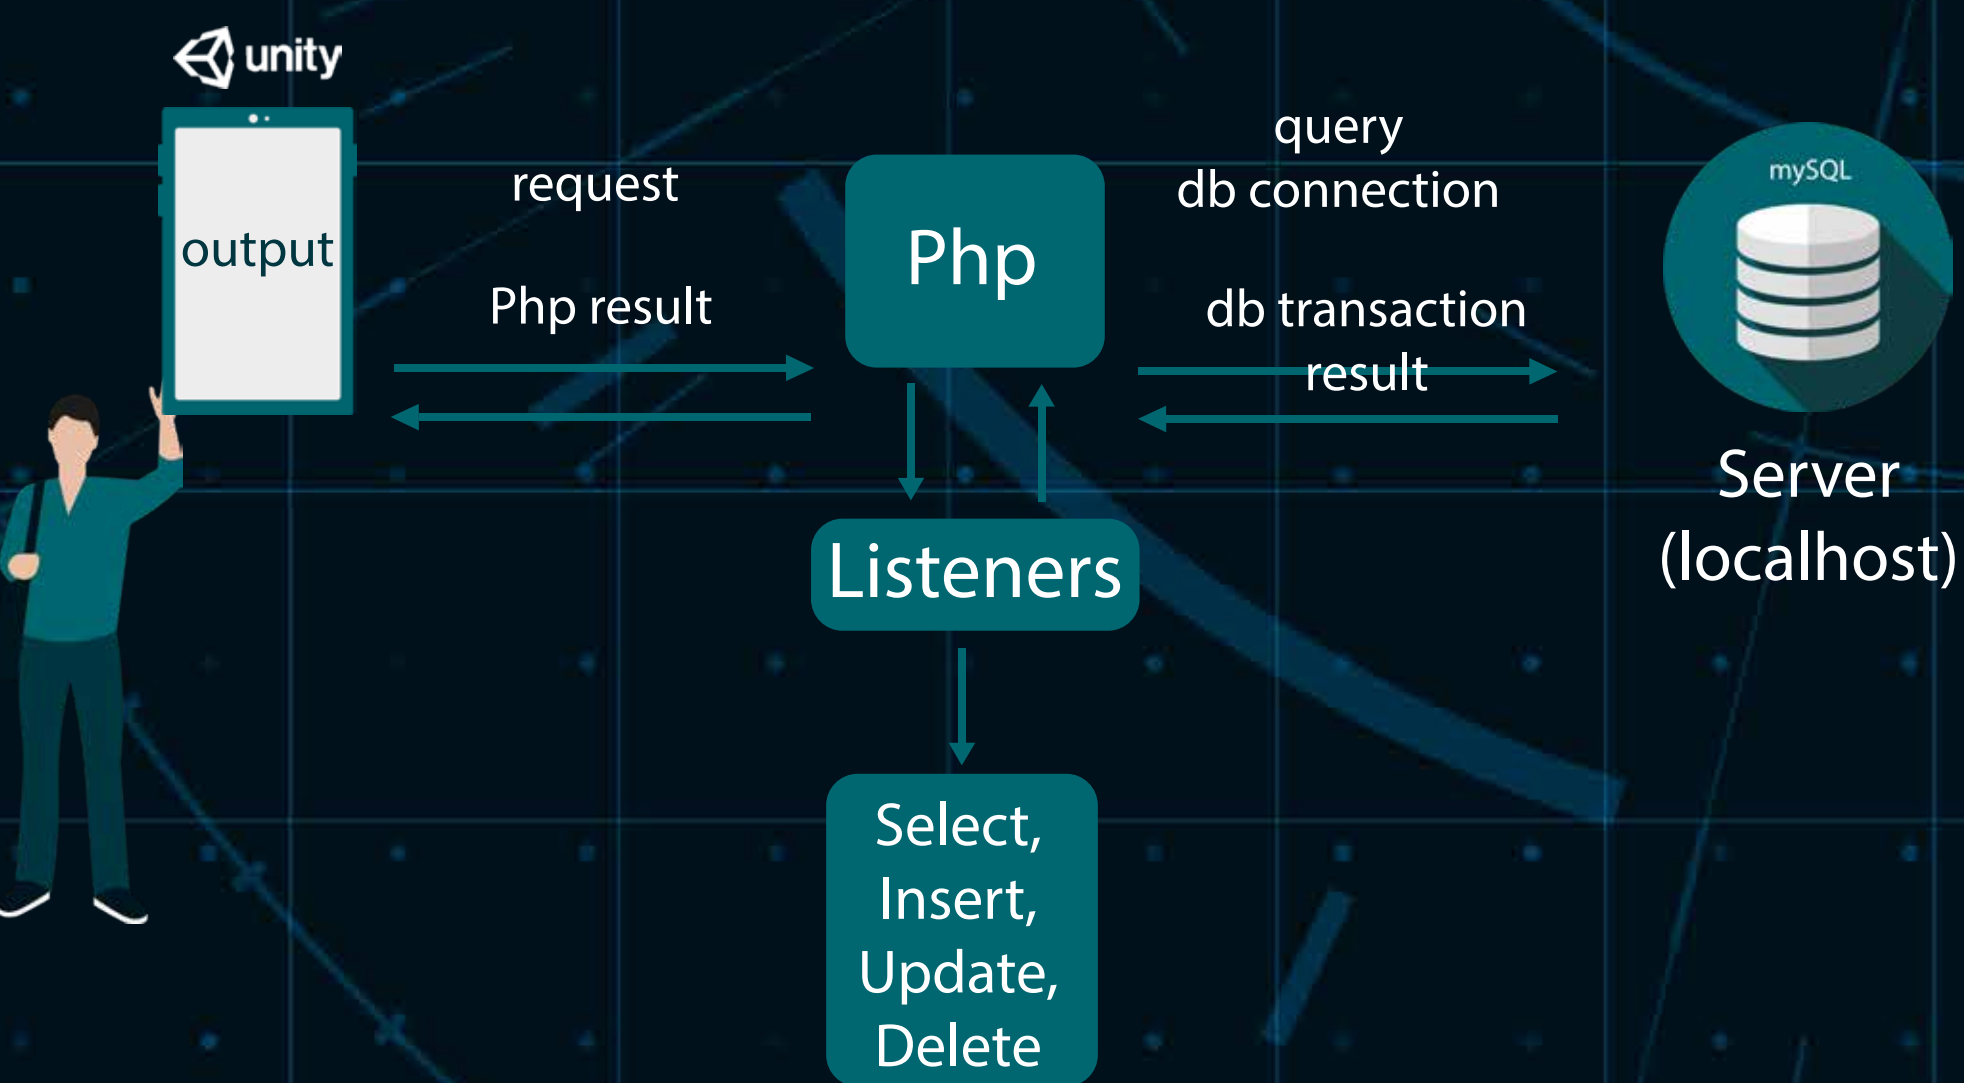 unity
output
request
Php result
Php
query
db connection
db transaction
result
mySQL
Server
(localhost)
Listeners
Select,
Insert,
Update,
Delete